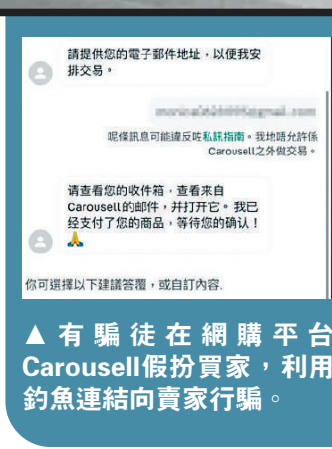 請提供您的電子郵件地址，以便我安
排交易。
呢條訊息可能違反咗私訊指南。我哋唔允許係
Carousell之外做交易。
请查看您的收件箱，查看来自
Carousell的邮件，并打开它。我已
经支付了您的商品，等待您的确认！
🙏
你可選擇以下建議答覆，或自訂內容.
▲有騙徒在網購平台
Carousell假扮買家，利用
釣魚連結向賣家行騙。